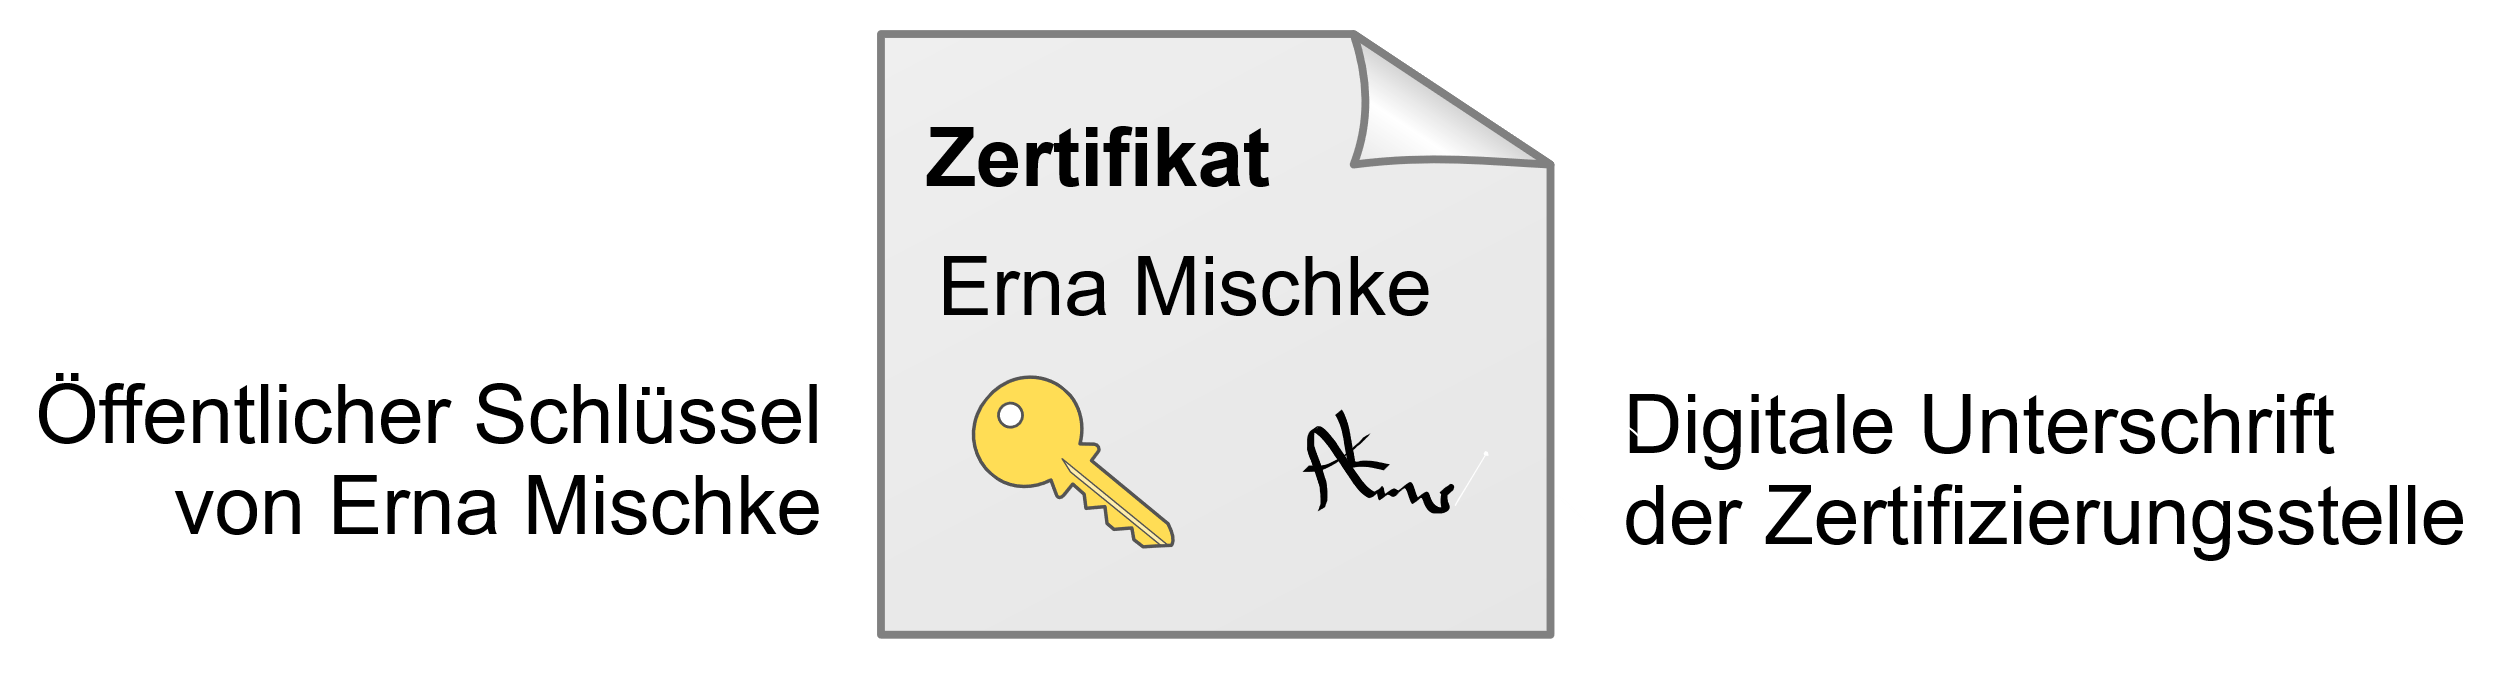 Zertifikat
Erna Mischke
Öffentlicher Schlüssel
von Erna Mischke
Digitale Unterschrift
der Zertifizierungsstelle